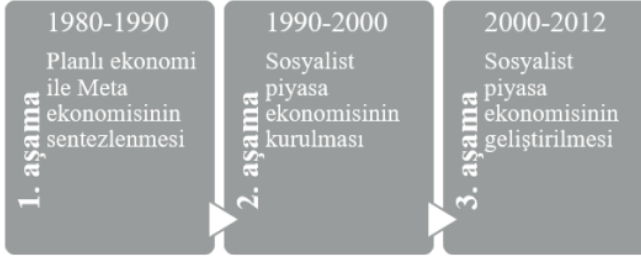 1. aşama
1980-1990
Planlı ekonomi
ile Meta
ekonomisinin
sentezlenmesi
2. aşama
1990-2000
Sosyalist
piyasa
ekonomisinin
kurulması
3. aşama
2000-2012
Sosyalist
piyasa
ekonomisinin
geliştirilmesi